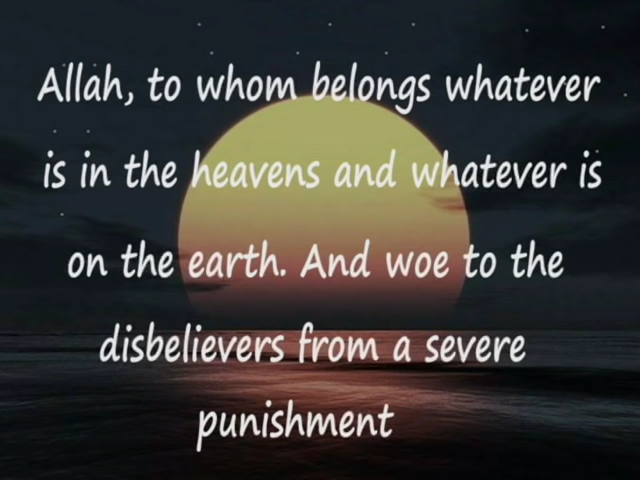 Allah, to whom belongs whatever
is in the heavens and whatever is
on the earth. And woe to the
disbelievers from a severe
punishment